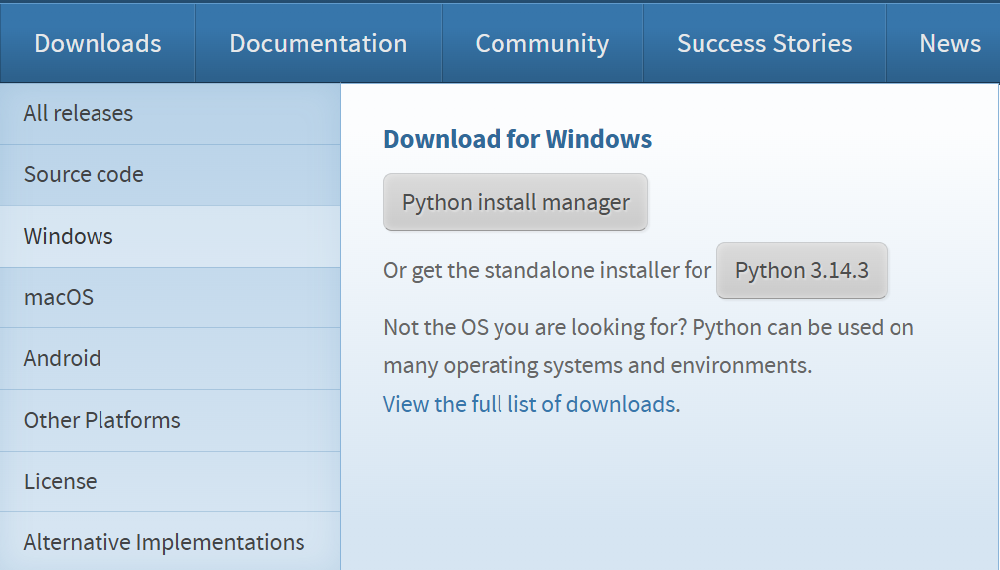 Downloads Documentation Community Success Stories News
All releases
Source code
Windows
macOS
Android
Other Platforms
License
Alternative Implementations
Download for Windows
Python install manager
Or get the standalone installer for Python 3.14.3
Not the OS you are looking for? Python can be used on
many operating systems and environments.
View the full list of downloads.